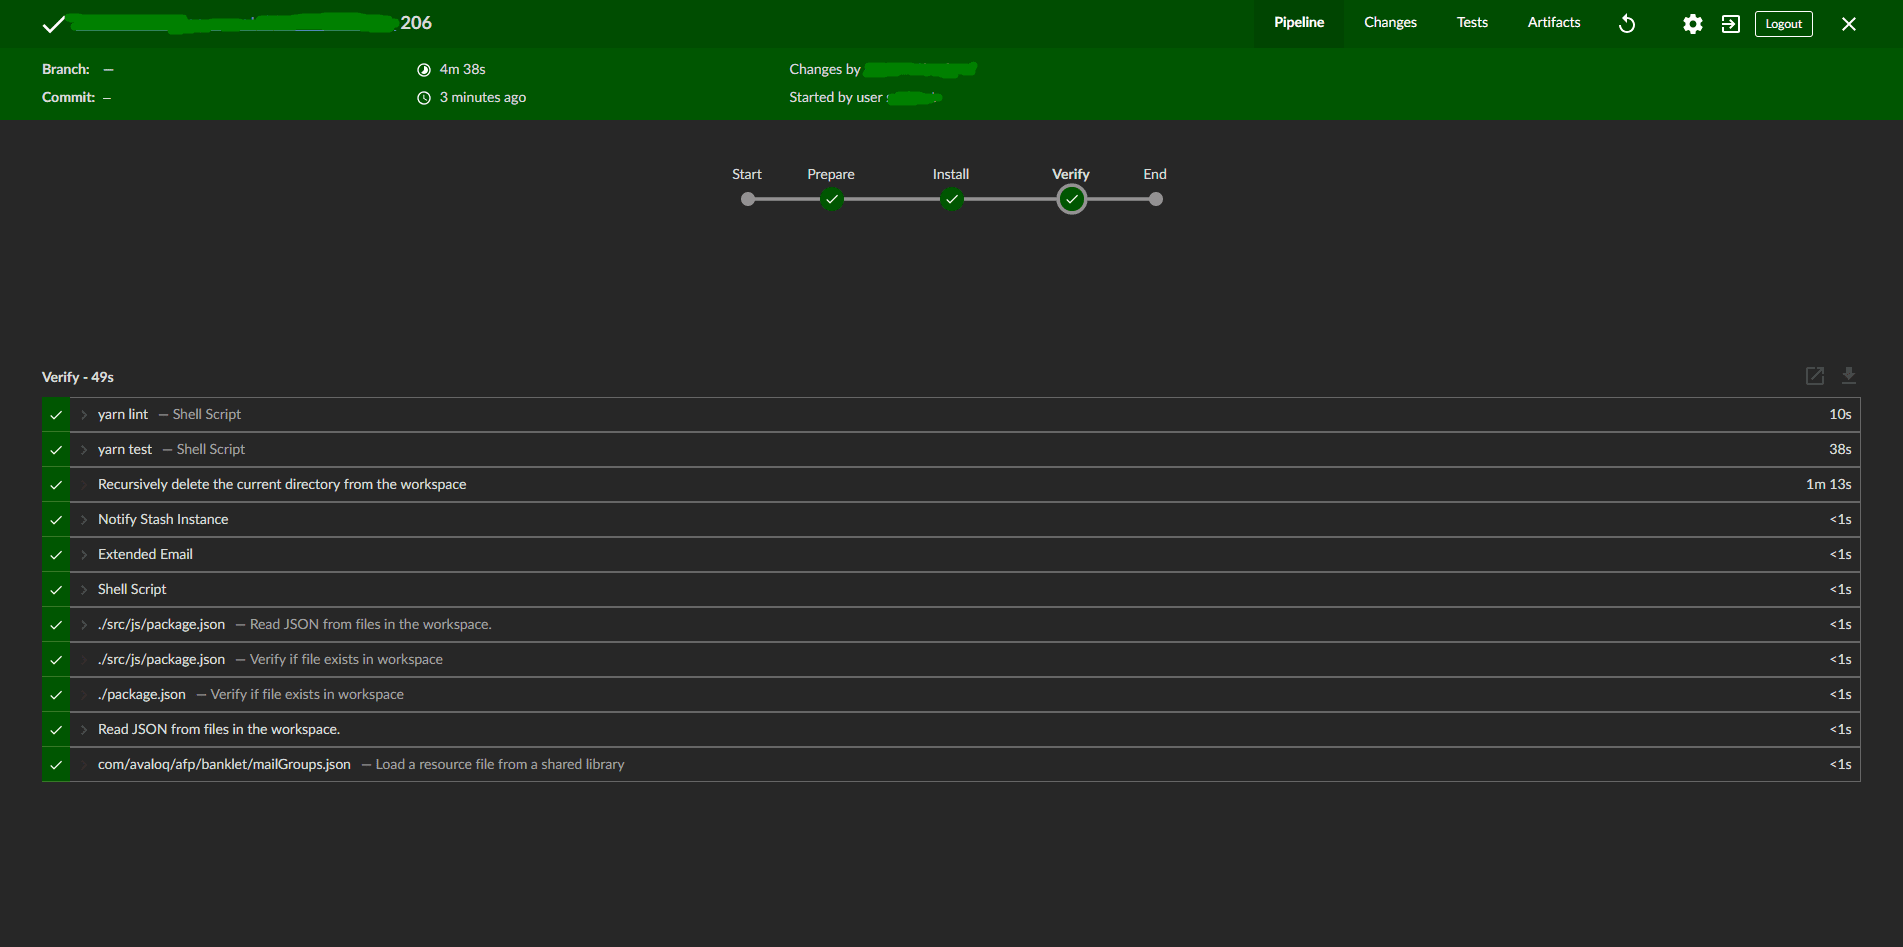 206
Pipeline Changes Tests Artifacts Logout
Branch: — 4m 38s Changes by
Commit: – 3 minutes ago Started by user
Start Prepare Install Verify End
Verify - 49s
yarn lint — Shell Script 10s
yarn test — Shell Script 38s
Recursively delete the current directory from the workspace 1m 13s
Notify Stash Instance <1s
Extended Email <1s
Shell Script <1s
./src/js/package.json — Read JSON from files in the workspace. <1s
./src/js/package.json — Verify if file exists in workspace <1s
./package.json — Verify if file exists in workspace <1s
Read JSON from files in the workspace. <1s
com/avaloq/afp/banklet/mailGroups.json — Load a resource file from a shared library <1s